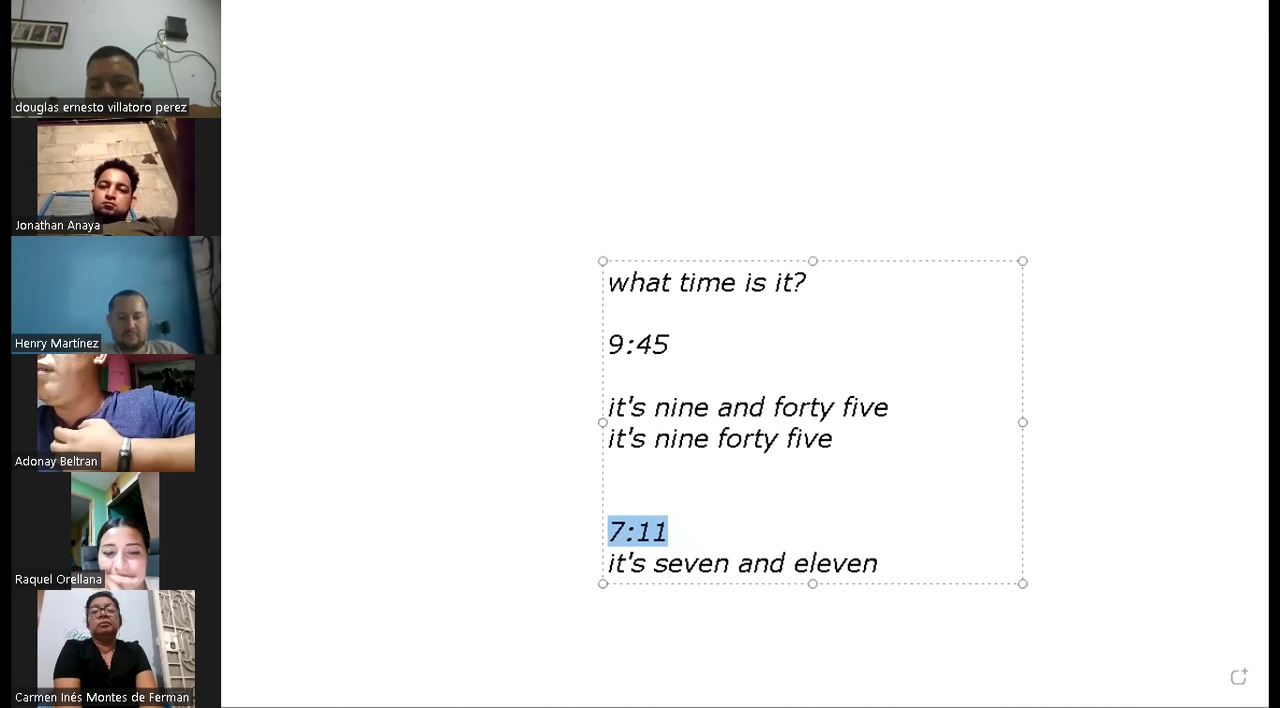 douglas ernesto villatoro perez
Jonathan Anaya
Henry Martínez
Adonay Beltran
Raquel Orellana
Carmen Inés Montes de Ferman
what time is it?
9:45
it's nine and forty five
it's nine forty five
7:11
it's seven and eleven